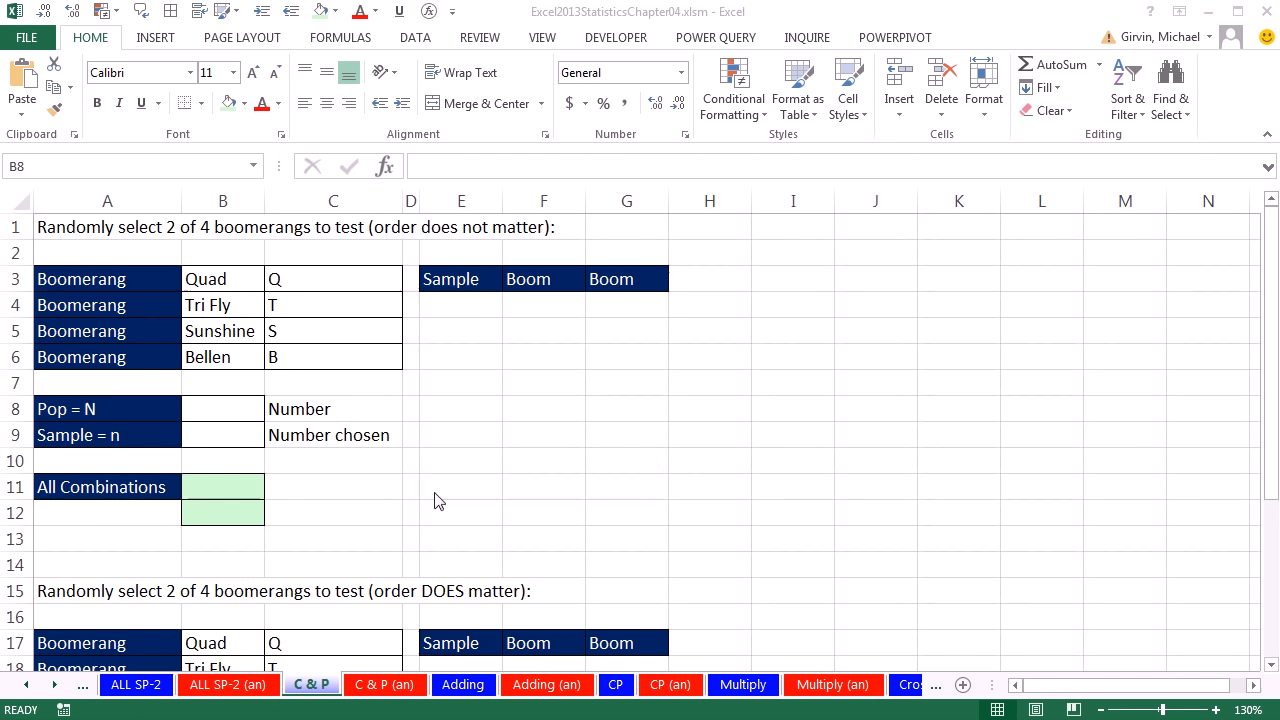 Excel2013StatisticsChapter04.xlsm - Excel
FILE HOME INSERT PAGE LAYOUT FORMULAS DATA REVIEW VIEW DEVELOPER POWER QUERY INQUIRE POWERPIVOT Girvin, Michael
Calibri 11 Wrap Text General AutoSum
Paste Merge & Center $ % Conditional Formatting Format as Table Cell Styles Insert Delete Format Fill Clear Sort & Filter Find & Select
Clipboard Font Alignment Number Styles Cells Editing
B8 fx
A B C D E F G H I J K L M N
1 Randomly select 2 of 4 boomerangs to test (order does not matter):
2
3 Boomerang Quad Q Sample Boom Boom
4 Boomerang Tri Fly T
5 Boomerang Sunshine S
6 Boomerang Bellen B
7
8 Pop = N Number
9 Sample = n Number chosen
10
11 All Combinations
12
13
14
15 Randomly select 2 of 4 boomerangs to test (order DOES matter):
16
17 Boomerang Quad Q Sample Boom Boom
18 Boomerang Tri Fly T
... ALL SP-2 ALL SP-2 (an) C & P C & P (an) Adding Adding (an) CP CP (an) Multiply Multiply (an) Cros ...
READY 130%